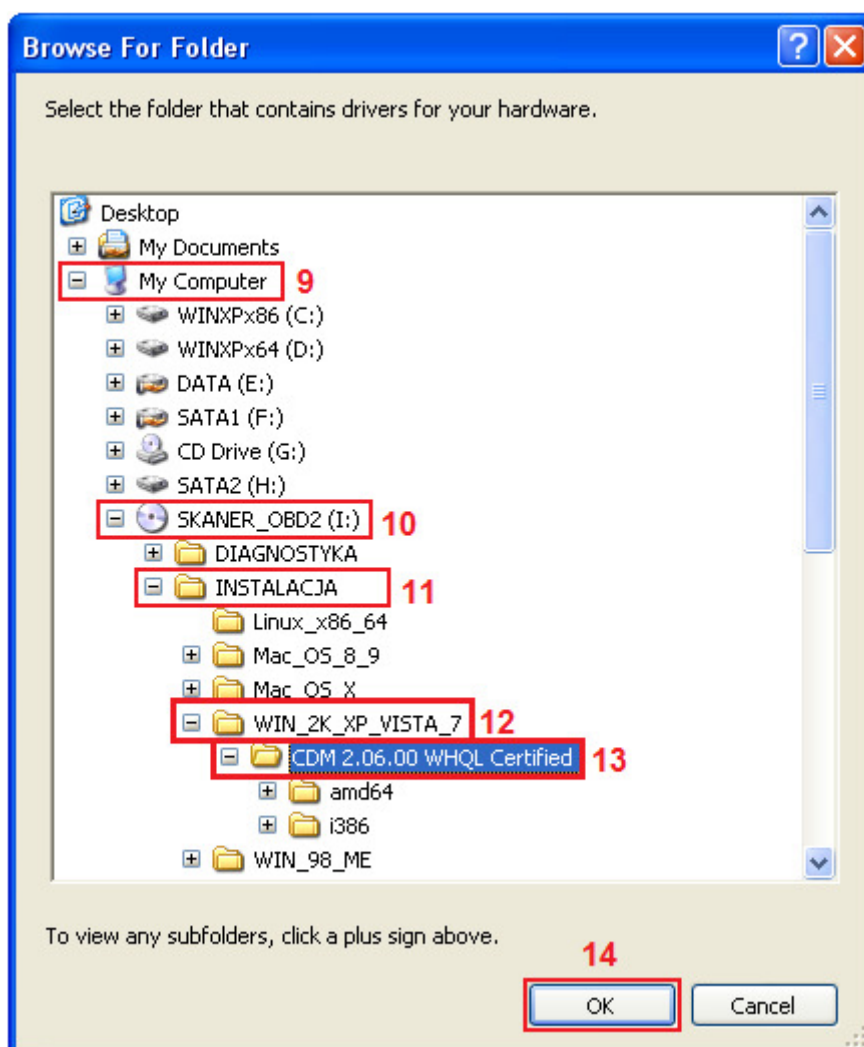 Browse For Folder
Select the folder that contains drivers for your hardware.
Desktop
My Documents
My Computer 9
WINXPx86 (C:)
WINXPx64 (D:)
DATA (E:)
SATA1 (F:)
CD Drive (G:)
SATA2 (H:)
SKANER_OBD2 (I:) 10
DIAGNOSTYKA
INSTALACJA 11
Linux_x86_64
Mac_OS_8_9
Mac_OS_X
WIN_2K_XP_VISTA_7 12
CDM 2.06.00 WHQL Certified 13
amd64
i386
WIN_98_ME
To view any subfolders, click a plus sign above.
14
OK Cancel